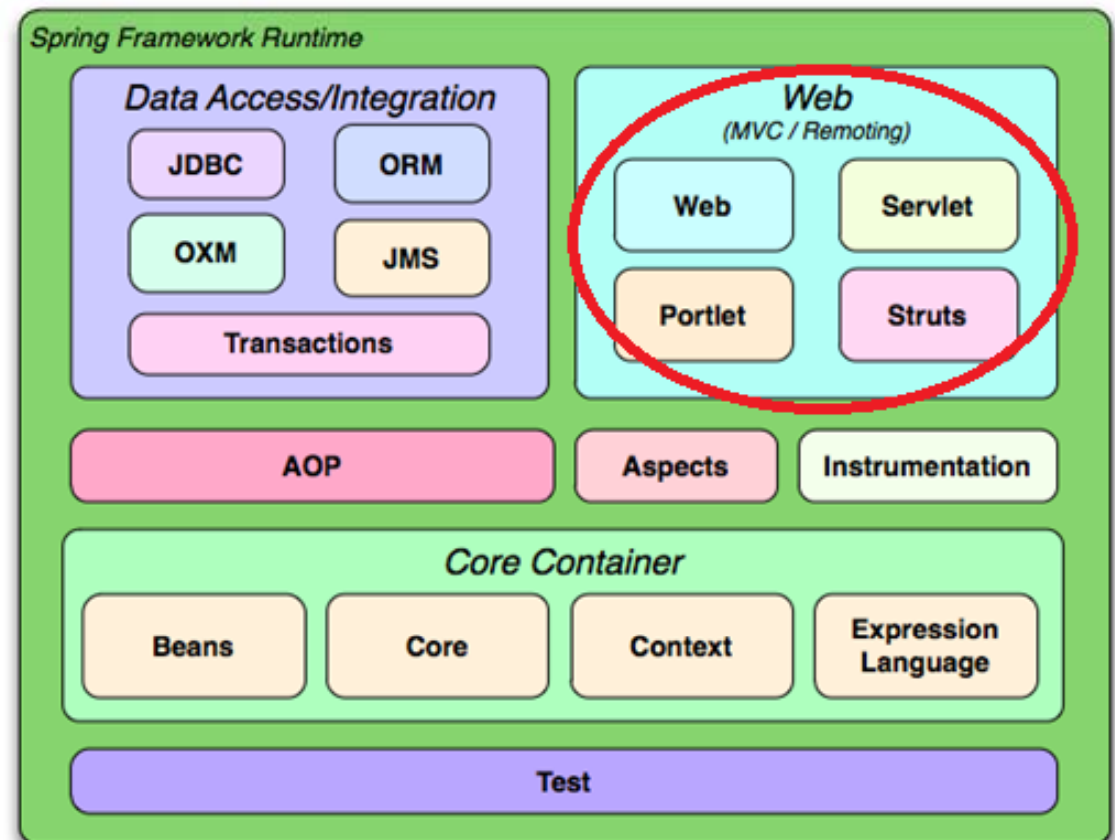 Spring Framework Runtime
Data Access/Integration
JDBC
ORM
OXM
JMS
Transactions
Web
(MVC / Remoting)
Web
Servlet
Portlet
Struts
AOP
Aspects
Instrumentation
Core Container
Beans
Core
Context
Expression
Language
Test